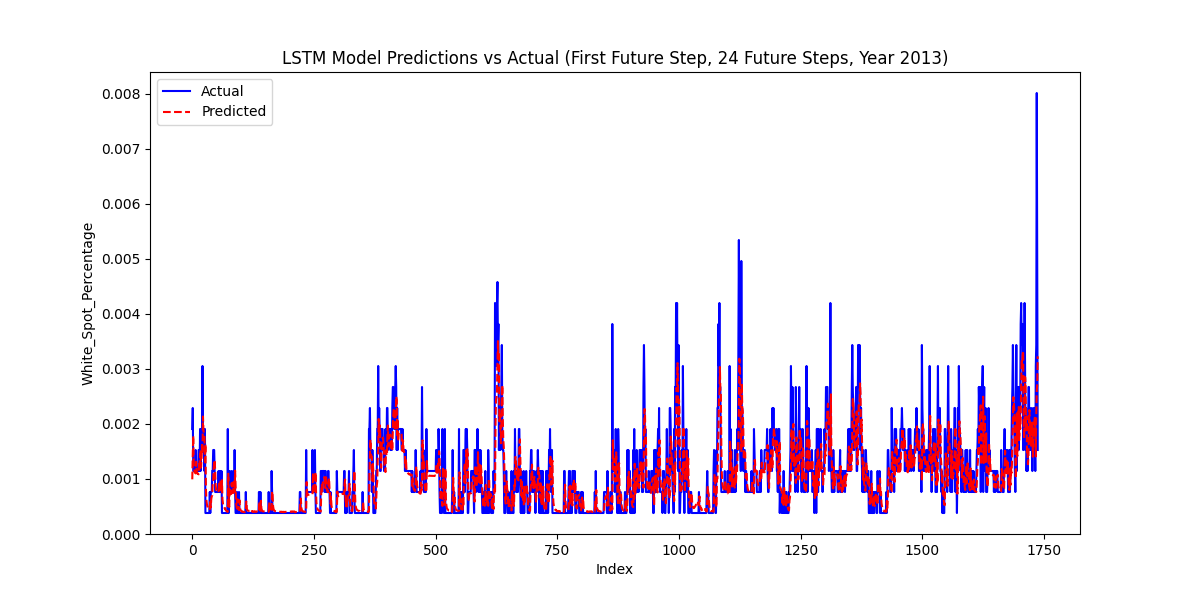 LSTM Model Predictions vs Actual (First Future Step, 24 Future Steps, Year 2013)
Actual
Predicted
0.008
0.007
0.006
0.005
0.004
0.003
0.002
0.001
0.000
White_Spot_Percentage
0 250 500 750 1000 1250 1500 1750
Index